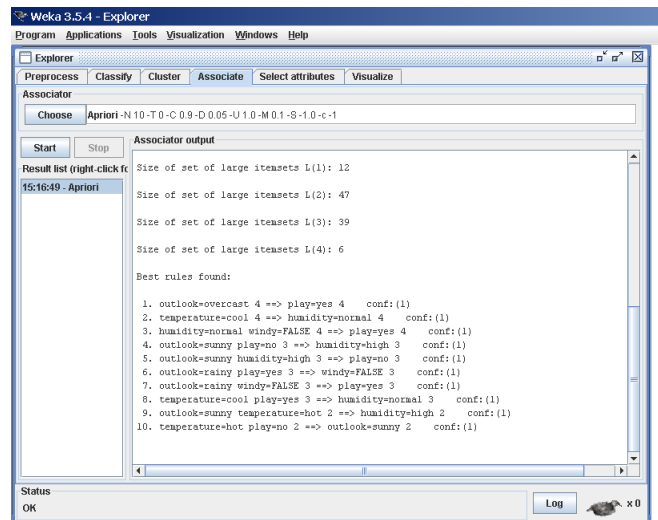 Weka 3.5.4 - Explorer
Program Applications Tools Visualization Windows Help
Explorer
Preprocess Classify Cluster Associate Select attributes Visualize
Associator
Choose Apriori -N 10 -T 0 -C 0.9 -D 0.05 -U 1.0 -M 0.1 -S -1.0 -c -1
Start Stop
Result list (right-click fo
15:16:49 - Apriori
Associator output
Size of set of large itemsets L(1): 12
Size of set of large itemsets L(2): 47
Size of set of large itemsets L(3): 39
Size of set of large itemsets L(4): 6
Best rules found:
1. outlook=overcast 4 ==> play=yes 4 conf:(1)
2. temperature=cool 4 ==> humidity=normal 4 conf:(1)
3. humidity=normal windy=FALSE 4 ==> play=yes 4 conf:(1)
4. outlook=sunny play=no 3 ==> humidity=high 3 conf:(1)
5. outlook=sunny humidity=high 3 ==> play=no 3 conf:(1)
6. outlook=rainy play=yes 3 ==> windy=FALSE 3 conf:(1)
7. outlook=rainy windy=FALSE 3 ==> play=yes 3 conf:(1)
8. temperature=cool play=yes 3 ==> humidity=normal 3 conf:(1)
9. outlook=sunny temperature=hot 2 ==> humidity=high 2 conf:(1)
10. temperature=hot play=no 2 ==> outlook=sunny 2 conf:(1)
Status
OK
Log x 0